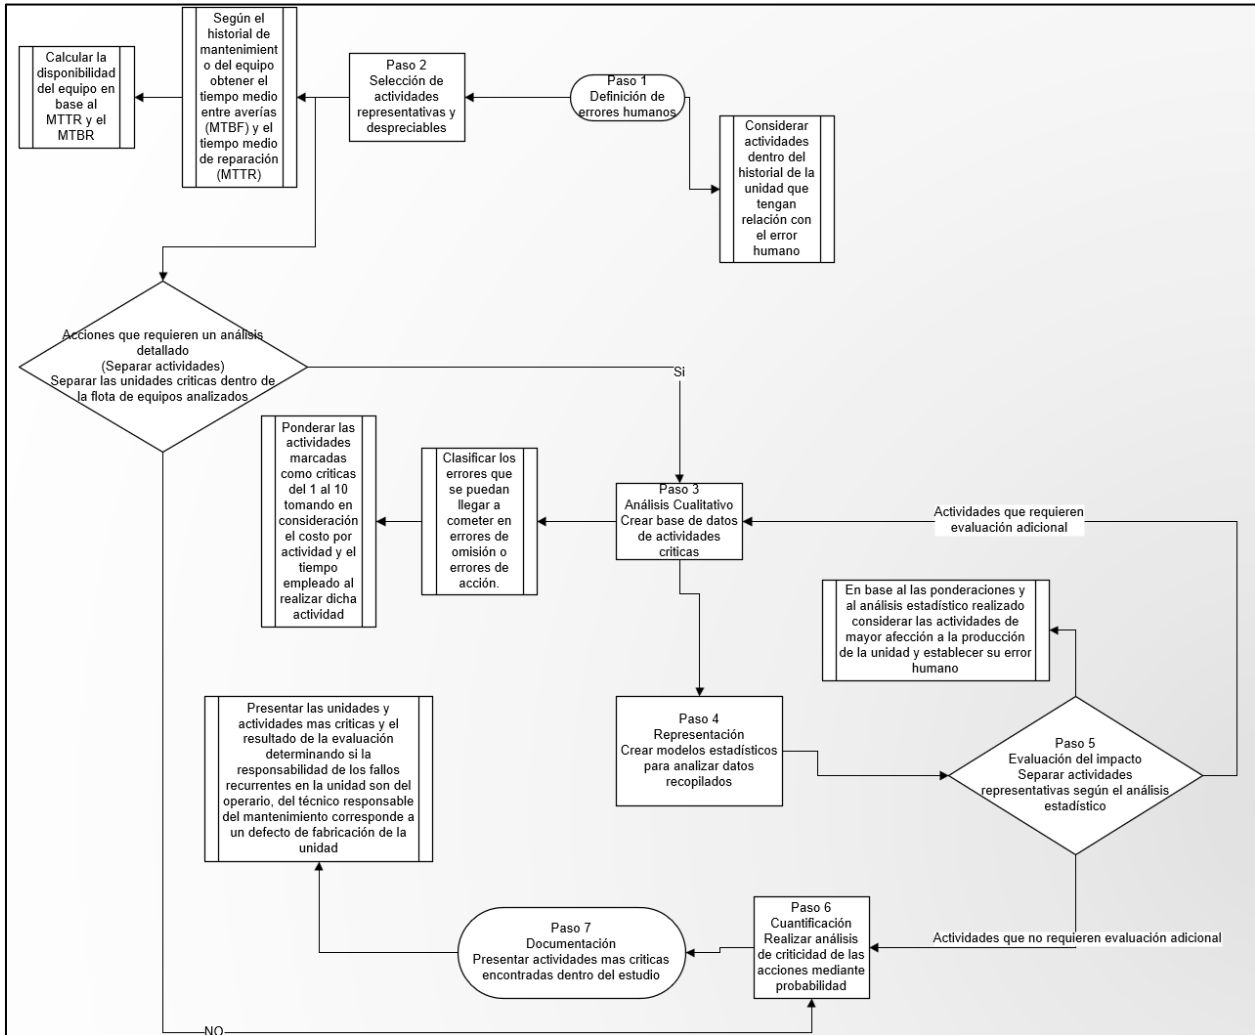 Calcular la
disponibilidad
del equipo en
base al
MTTR y el
MTBR
Según el
historial de
mantenimient
o del equipo
obtener el
tiempo medio
entre averías
(MTBF) y el
tiempo medio
de reparación
(MTTR)
Paso 2
Selección de
actividades
representativas y
despreciables
Paso 1
Definición de
errores humanos
Considerar
actividades
dentro del
historial de la
unidad que
tengan
relación con
el error
humano
Acciones que requieren un análisis
detallado
(Separar actividades)
Separar las unidades criticas dentro de
la flota de equipos analizados
Si
Ponderar las
actividades
marcadas
como criticas
del 1 al 10
tomando en
consideración
el costo por
actividad y el
tiempo
empleado al
realizar dicha
actividad
Clasificar los
errores que
se puedan
llegar a
cometer en
errores de
omisión o
errores de
acción.
Paso 3
Análisis Cualitativo
Crear base de datos
de actividades
criticas
Actividades que requieren
evaluación adicional
En base al las ponderaciones y
al análisis estadístico realizado
considerar las actividades de
mayor afección a la producción
de la unidad y establecer su error
humano
Presentar las unidades y
actividades mas criticas y el
resultado de la evaluación
determinando si la
responsabilidad de los fallos
recurrentes en la unidad son del
operario, del técnico responsable
del mantenimiento corresponde a
un defecto de fabricación de la
unidad
Paso 4
Representación
Crear modelos estadísticos
para analizar datos
recopilados
Paso 5
Evaluación del impacto
Separar actividades
representativas según el análisis
estadístico
Paso 7
Documentación
Presentar actividades mas criticas
encontradas dentro del estudio
Paso 6
Cuantificación
Realizar análisis
de criticidad de las
acciones mediante
probabilidad
Actividades que no requieren evaluación adicional
NO